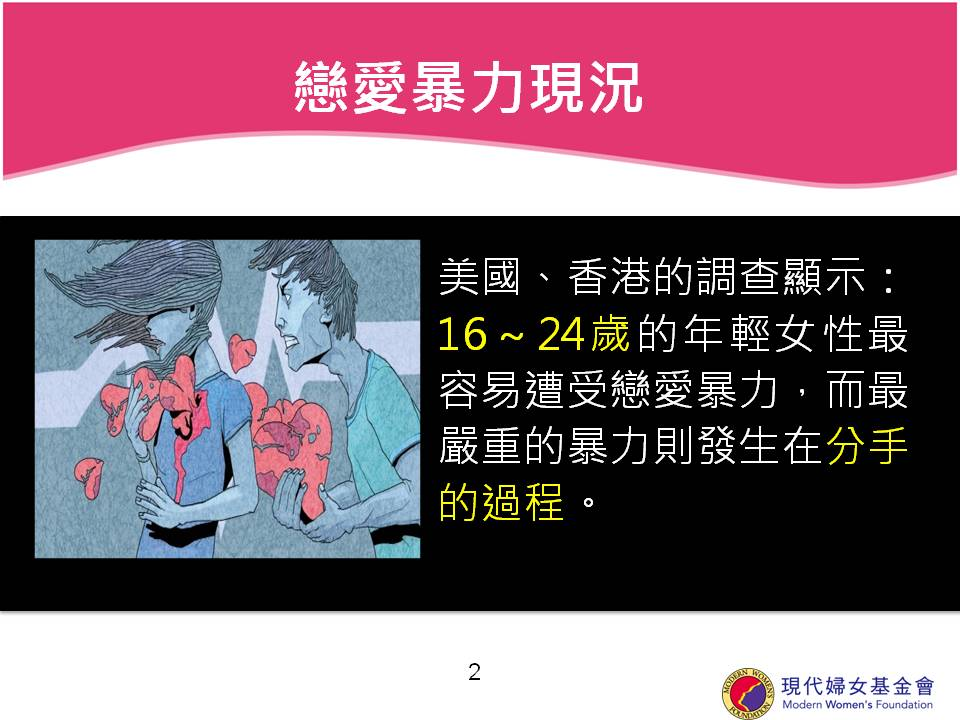 戀愛暴力現況
美國、香港的調查顯示：
16～24歲的年輕女性最
容易遭受戀愛暴力，而最
嚴重的暴力則發生在分手
的過程。
2
MODERN WOMEN'S FOUNDATION
現代婦女基金會
Modern Women's Foundation